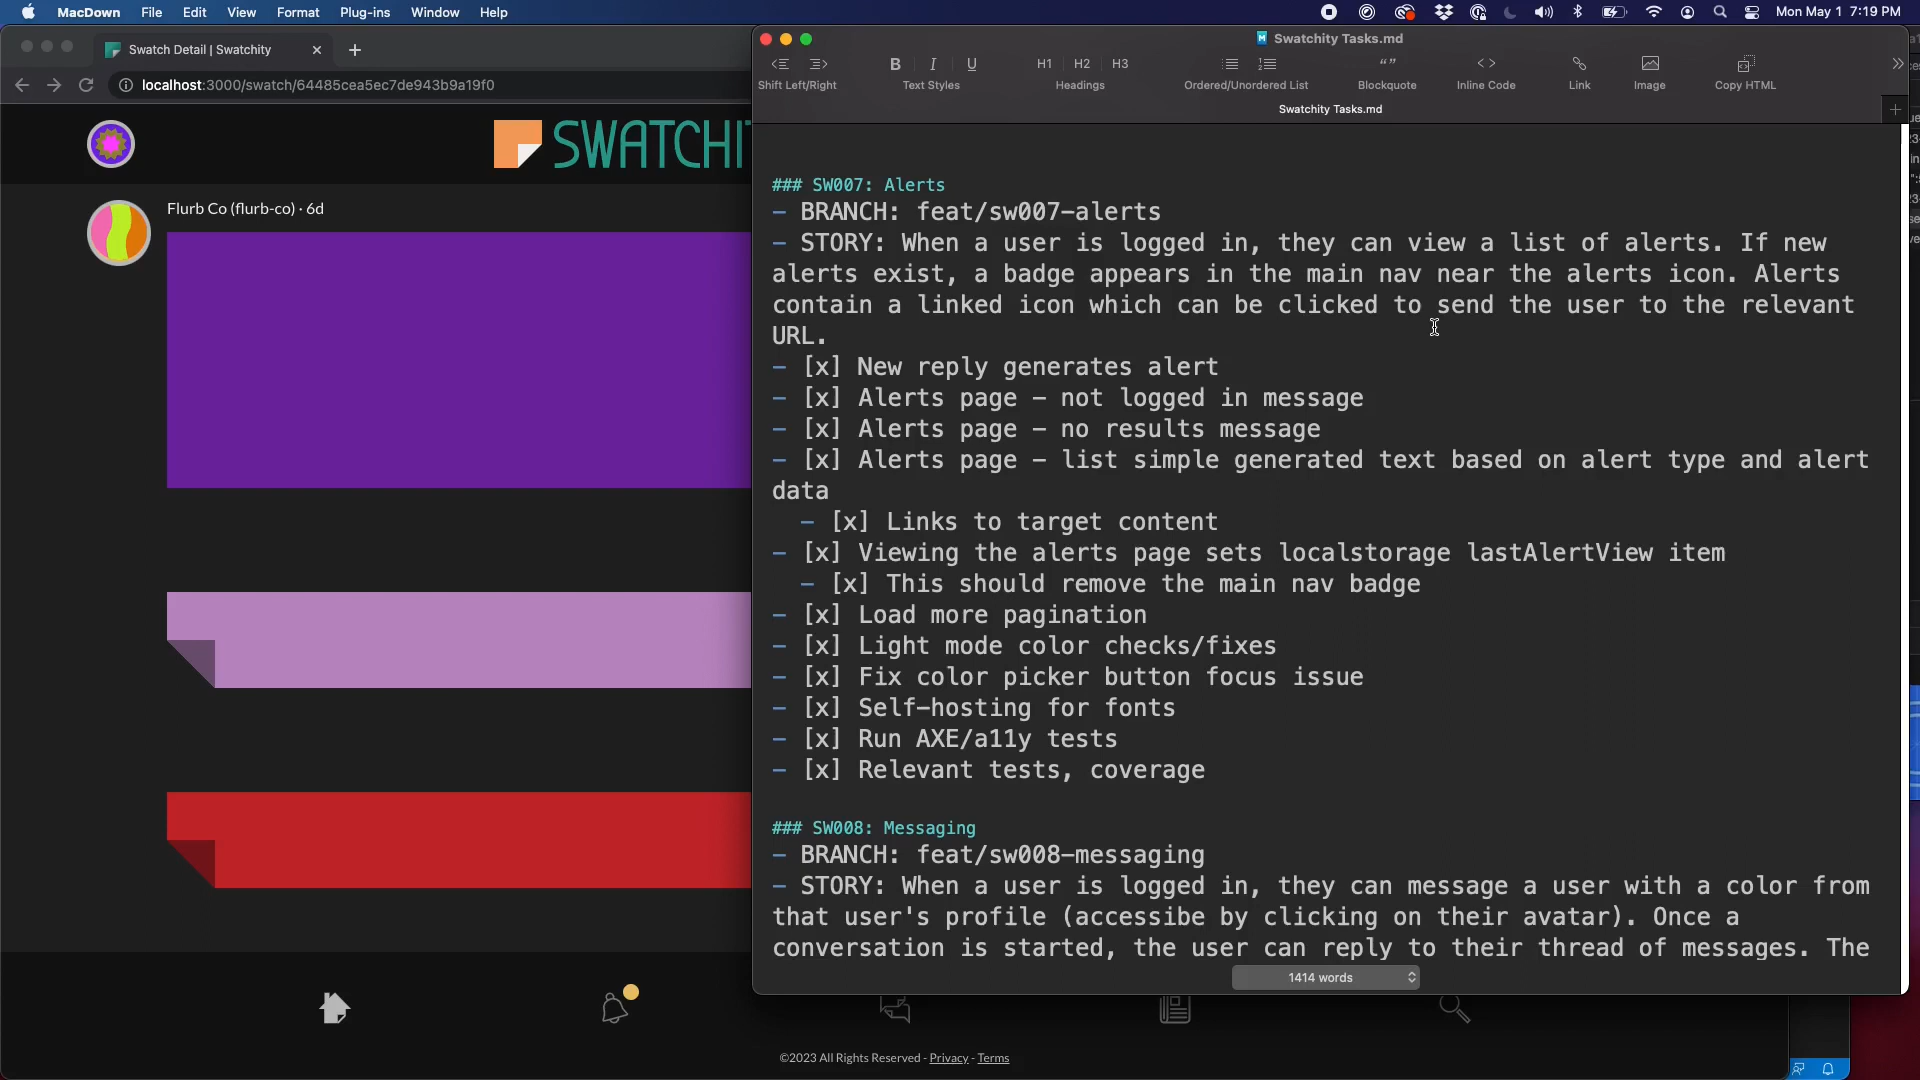 MacDown File Edit View Format Plug-ins Window Help Mon May 1 7:19 PM
Swatch Detail | Swatchity
localhost:3000/swatch/64485cea5ec7de943b9a19f0
SWATCHI
Flurb Co (flurb-co) · 6d
Swatchity Tasks.md
B I U H1 H2 H3
Shift Left/Right Text Styles Headings Ordered/Unordered List Blockquote Inline Code Link Image Copy HTML
Swatchity Tasks.md
### SW007: Alerts
- BRANCH: feat/sw007-alerts
- STORY: When a user is logged in, they can view a list of alerts. If new
alerts exist, a badge appears in the main nav near the alerts icon. Alerts
contain a linked icon which can be clicked to send the user to the relevant
URL.
- [x] New reply generates alert
- [x] Alerts page - not logged in message
- [x] Alerts page - no results message
- [x] Alerts page - list simple generated text based on alert type and alert
data
- [x] Links to target content
- [x] Viewing the alerts page sets localstorage lastAlertView item
- [x] This should remove the main nav badge
- [x] Load more pagination
- [x] Light mode color checks/fixes
- [x] Fix color picker button focus issue
- [x] Self-hosting for fonts
- [x] Run AXE/a11y tests
- [x] Relevant tests, coverage
### SW008: Messaging
- BRANCH: feat/sw008-messaging
- STORY: When a user is logged in, they can message a user with a color from
that user's profile (accessibe by clicking on their avatar). Once a
conversation is started, the user can reply to their thread of messages. The
1414 words
©2023 All Rights Reserved - Privacy - Terms